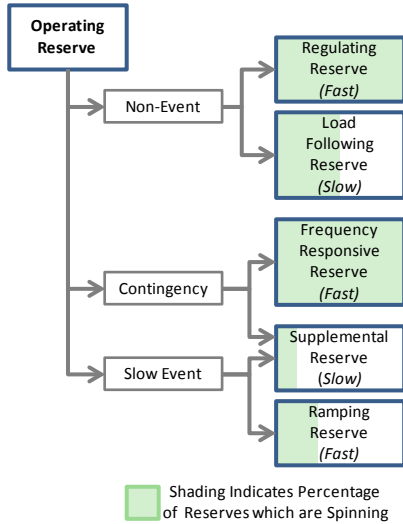 Operating
Reserve
Non-Event
Regulating
Reserve
(Fast)
Load
Following
Reserve
(Slow)
Contingency
Frequency
Responsive
Reserve
(Fast)
Slow Event
Supplemental
Reserve
(Slow)
Ramping
Reserve
(Fast)
Shading Indicates Percentage
of Reserves which are Spinning